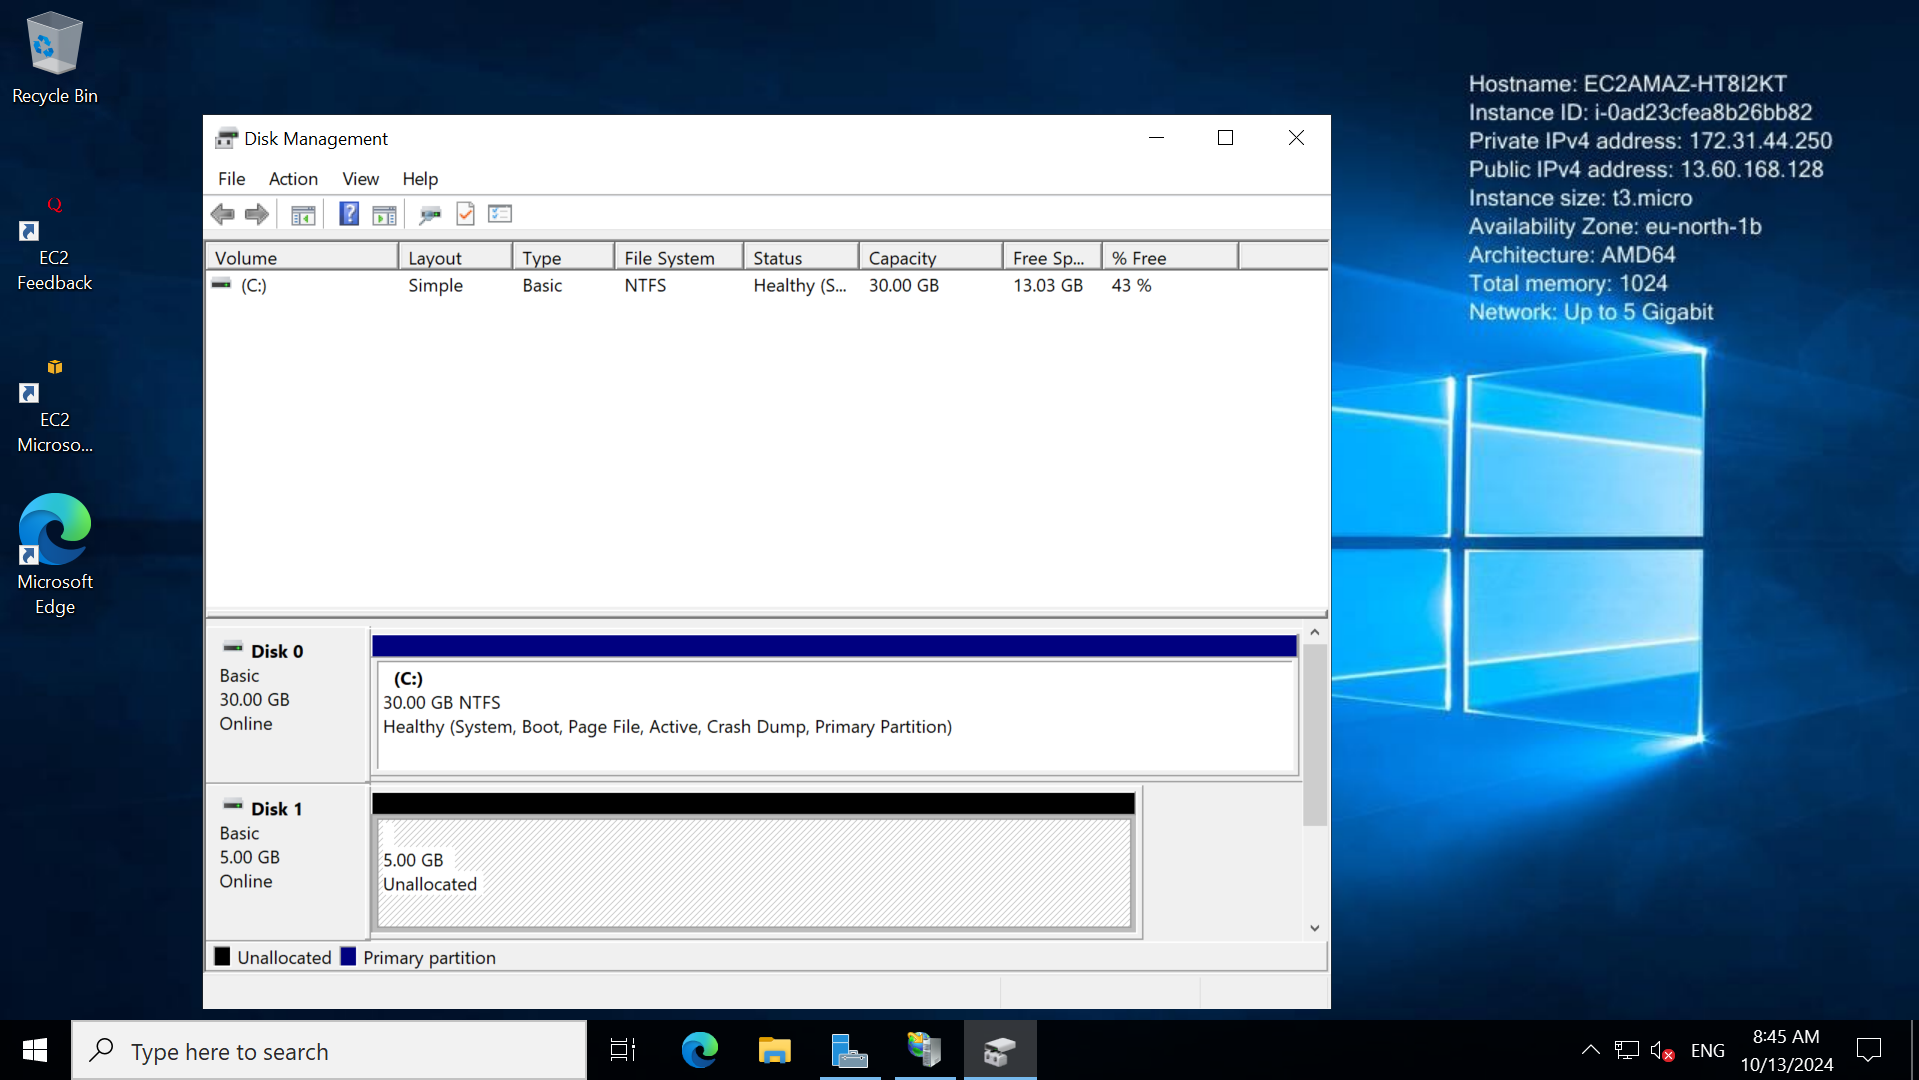 Recycle Bin
EC2
Feedback
EC2
Microso...
Microsoft
Edge
Hostname: EC2AMAZ-HT8I2KT
Instance ID: i-0ad23cfea8b26bb82
Private IPv4 address: 172.31.44.250
Public IPv4 address: 13.60.168.128
Instance size: t3.micro
Availability Zone: eu-north-1b
Architecture: AMD64
Total memory: 1024
Network: Up to 5 Gigabit
Disk Management
File Action View Help
Volume Layout Type File System Status Capacity Free Sp... % Free
(C:) Simple Basic NTFS Healthy (S... 30.00 GB 13.03 GB 43 %
Disk 0
Basic
30.00 GB
Online
(C:)
30.00 GB NTFS
Healthy (System, Boot, Page File, Active, Crash Dump, Primary Partition)
Disk 1
Basic
5.00 GB
Online
5.00 GB
Unallocated
Unallocated Primary partition
Type here to search
ENG
8:45 AM
10/13/2024